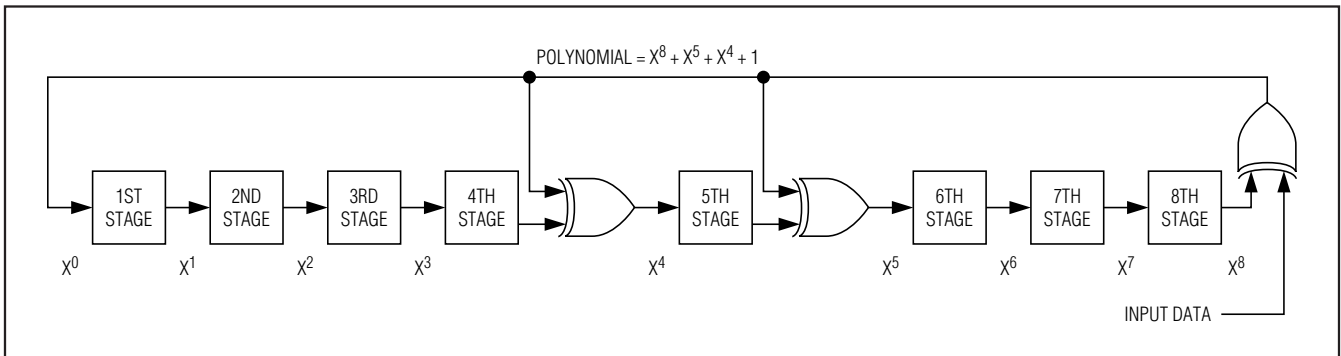 POLYNOMIAL = X⁸ + X⁵ + X⁴ + 1
1ST
STAGE
2ND
STAGE
3RD
STAGE
4TH
STAGE
5TH
STAGE
6TH
STAGE
7TH
STAGE
8TH
STAGE
X⁰ X¹ X² X³ X⁴ X⁵ X⁶ X⁷ X⁸
INPUT DATA